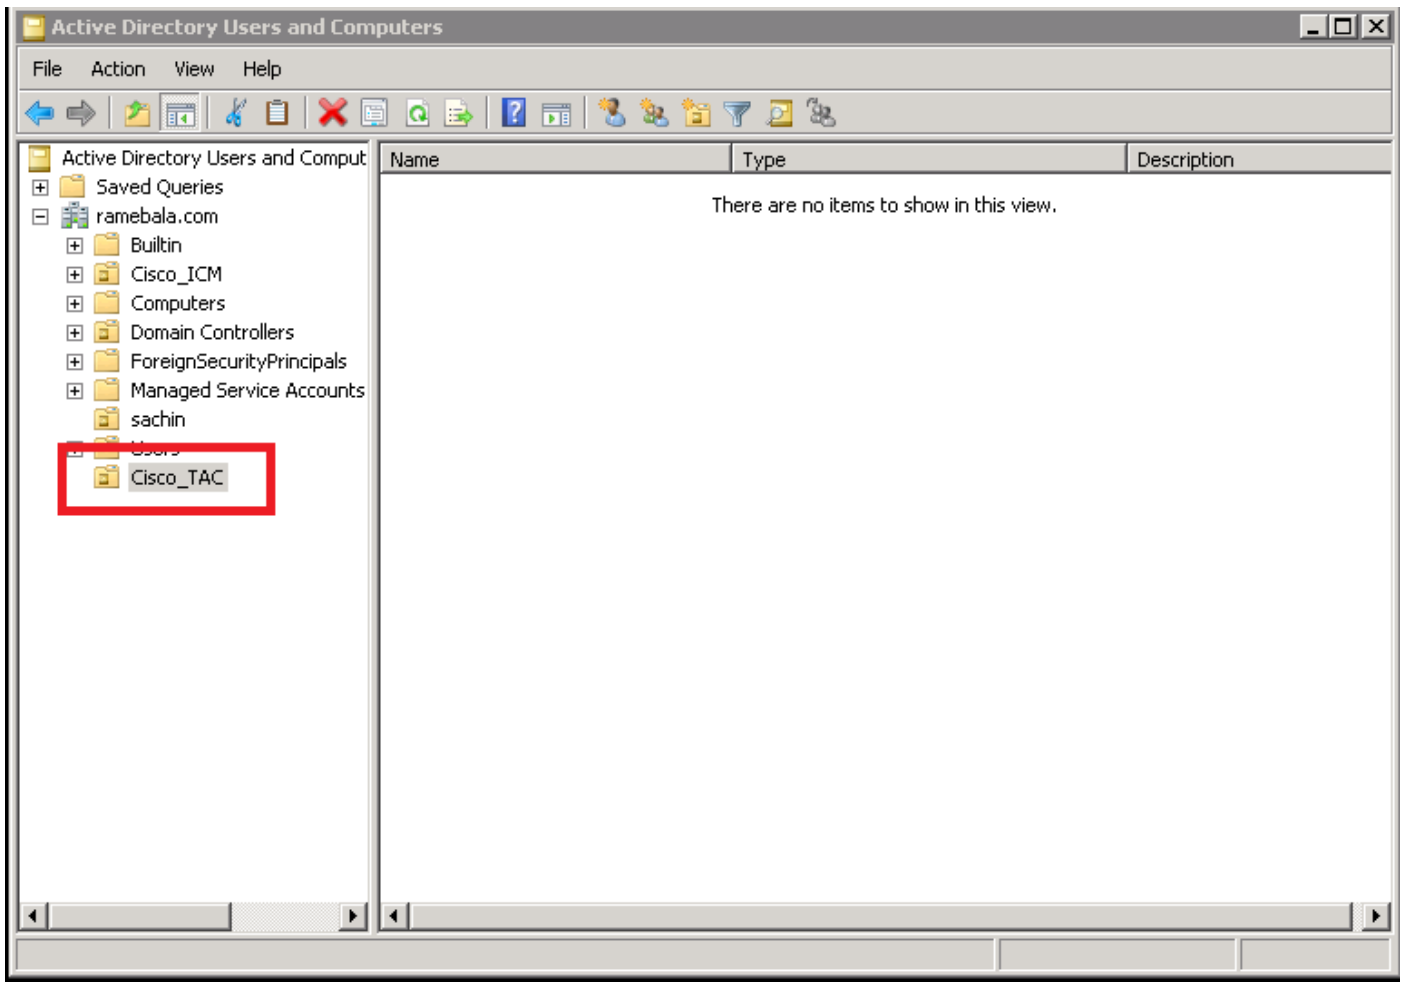 Active Directory Users and Computers
File Action View Help
Active Directory Users and Comput
Name Type Description
Saved Queries
There are no items to show in this view.
ramebala.com
Builtin
Cisco_ICM
Computers
Domain Controllers
ForeignSecurityPrincipals
Managed Service Accounts
sachin
Users
Cisco_TAC